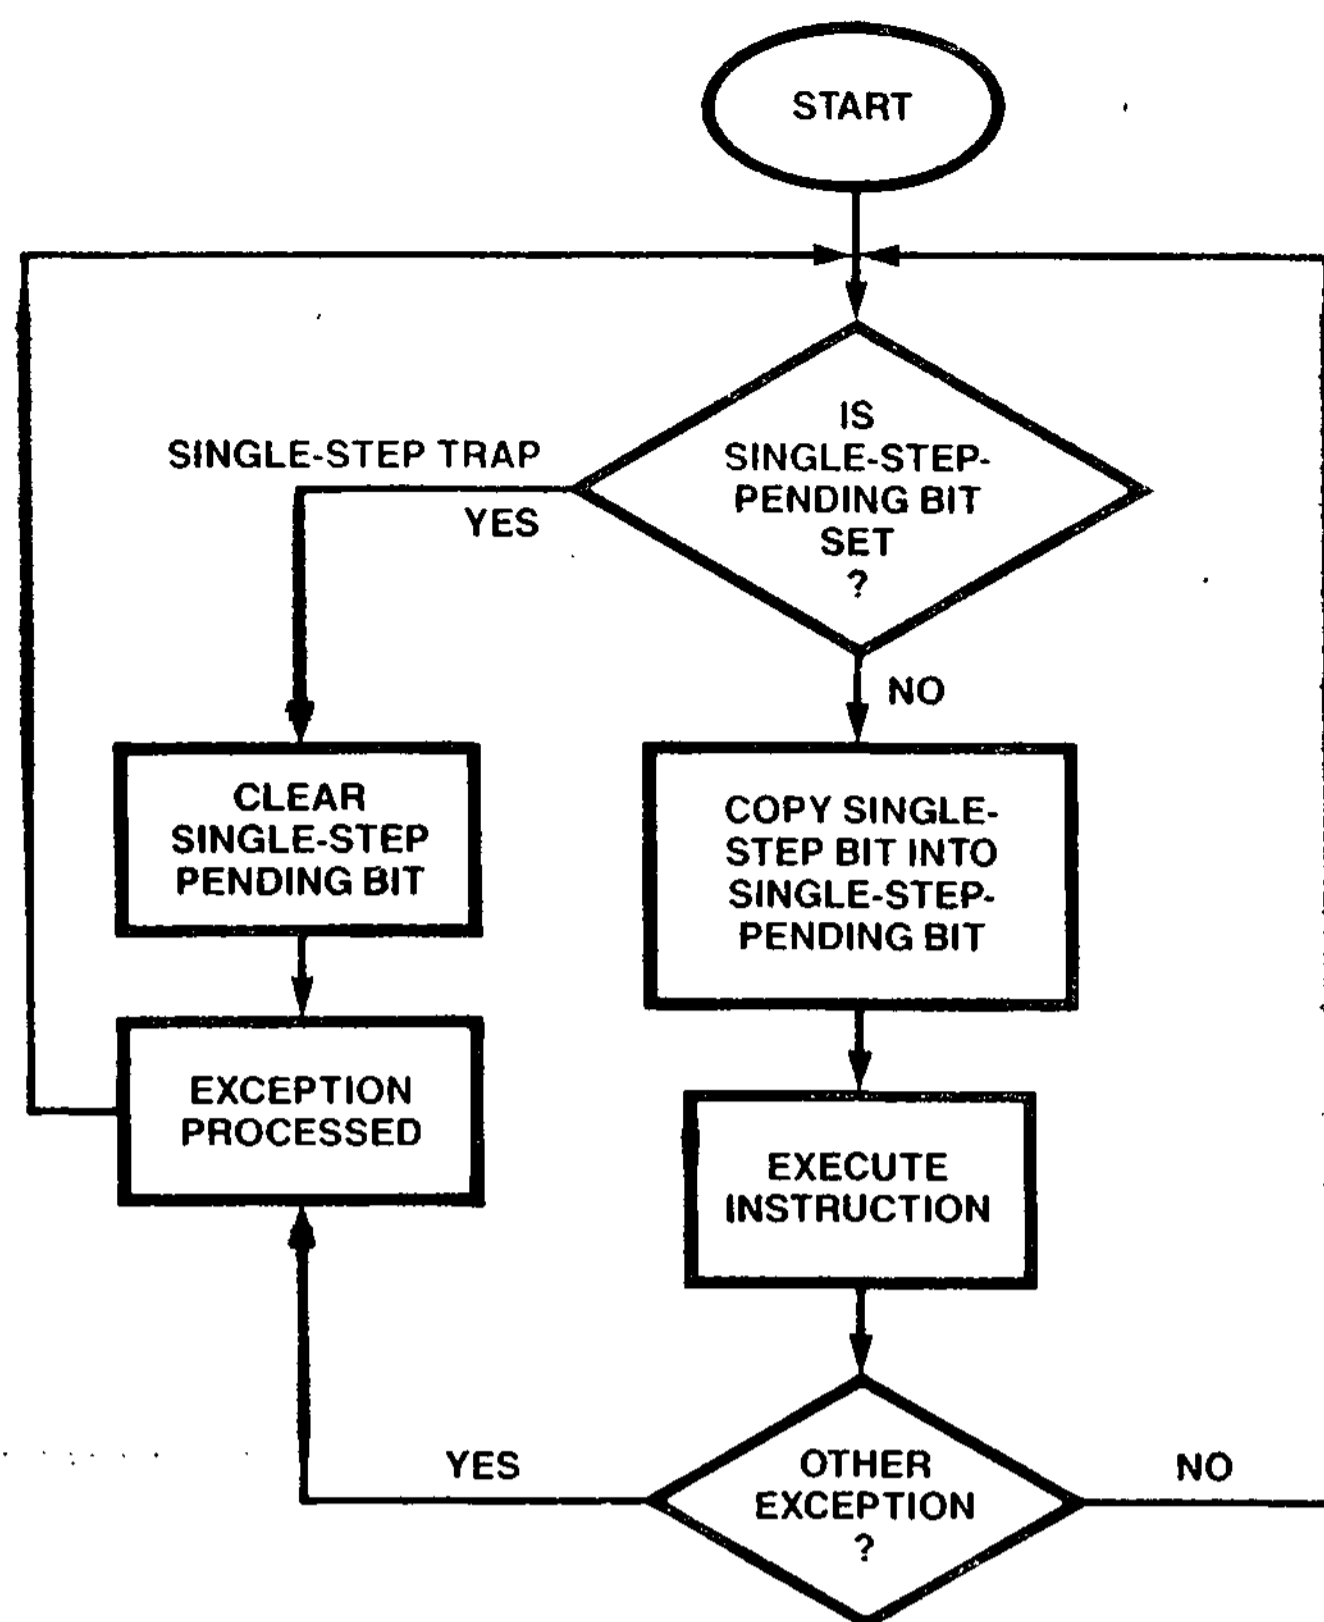 START
IS
SINGLE-STEP-
PENDING BIT
SET
?
SINGLE-STEP TRAP
YES
NO
CLEAR
SINGLE-STEP
PENDING BIT
COPY SINGLE-
STEP BIT INTO
SINGLE-STEP-
PENDING BIT
EXCEPTION
PROCESSED
EXECUTE
INSTRUCTION
OTHER
EXCEPTION
?
YES
NO